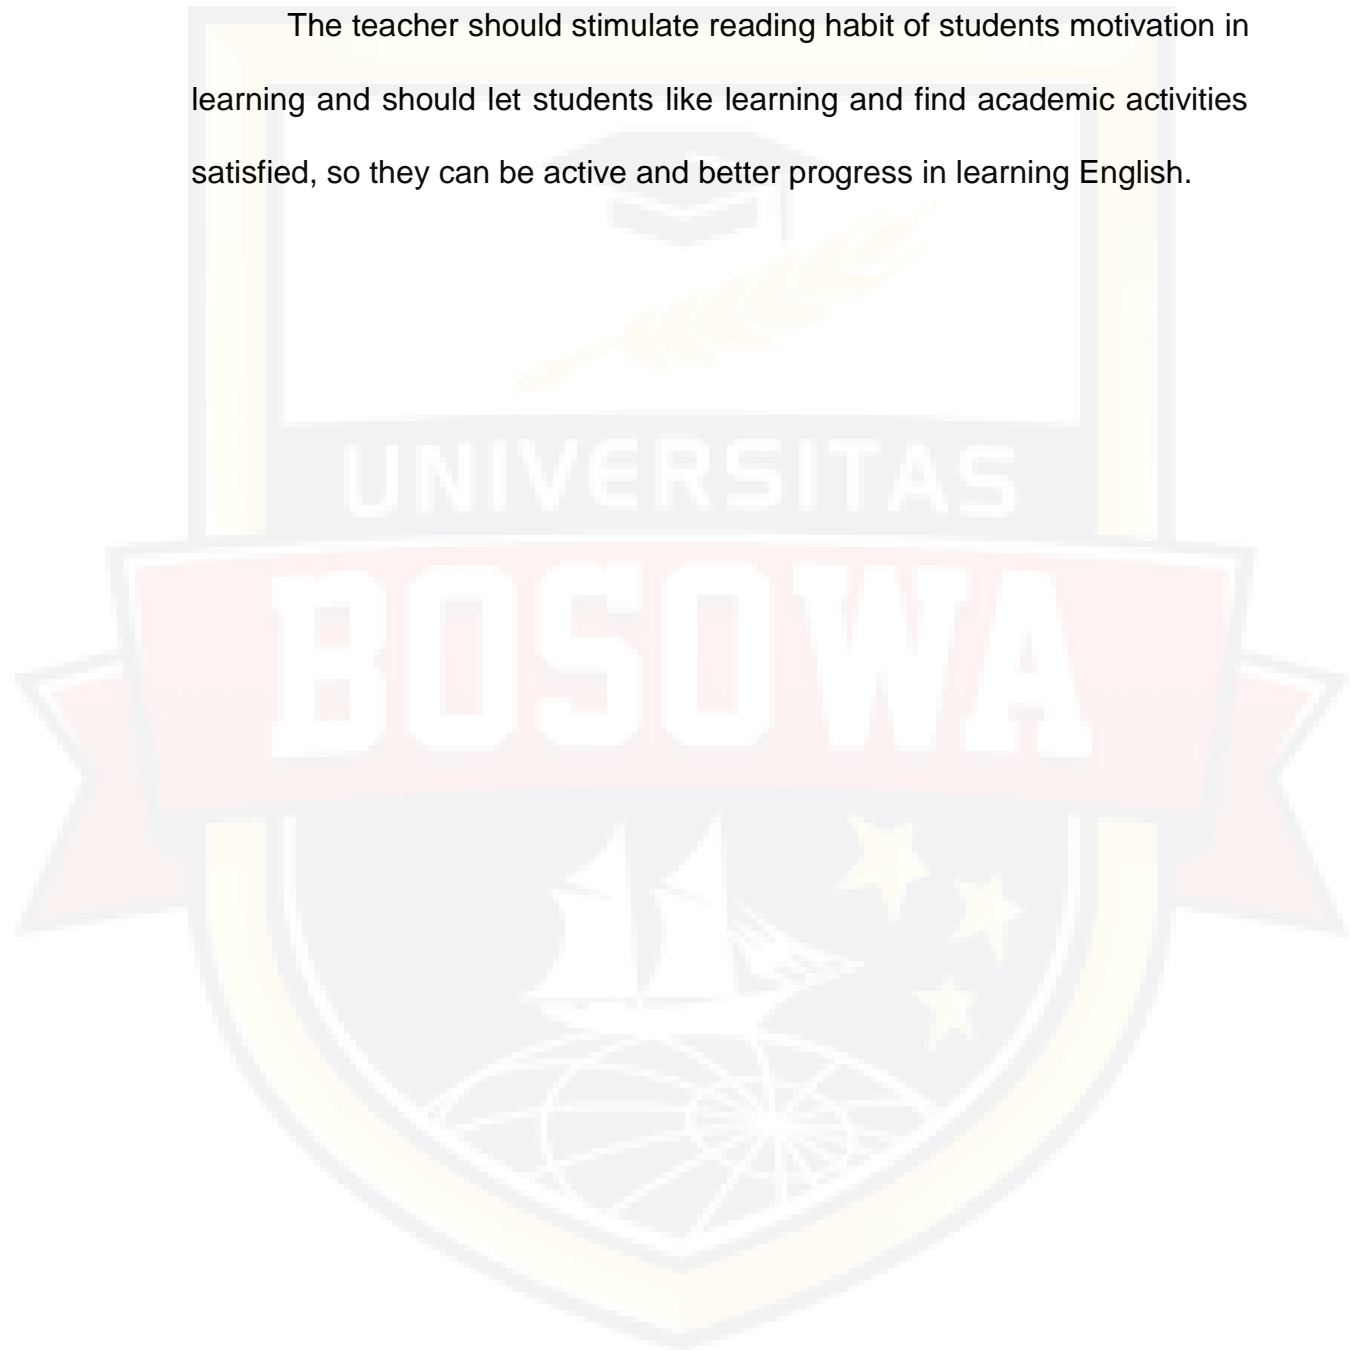 The teacher should stimulate reading habit of students motivation in
learning and should let students like learning and find academic activities
satisfied, so they can be active and better progress in learning English.
UNIVERSITAS
BOSOWA